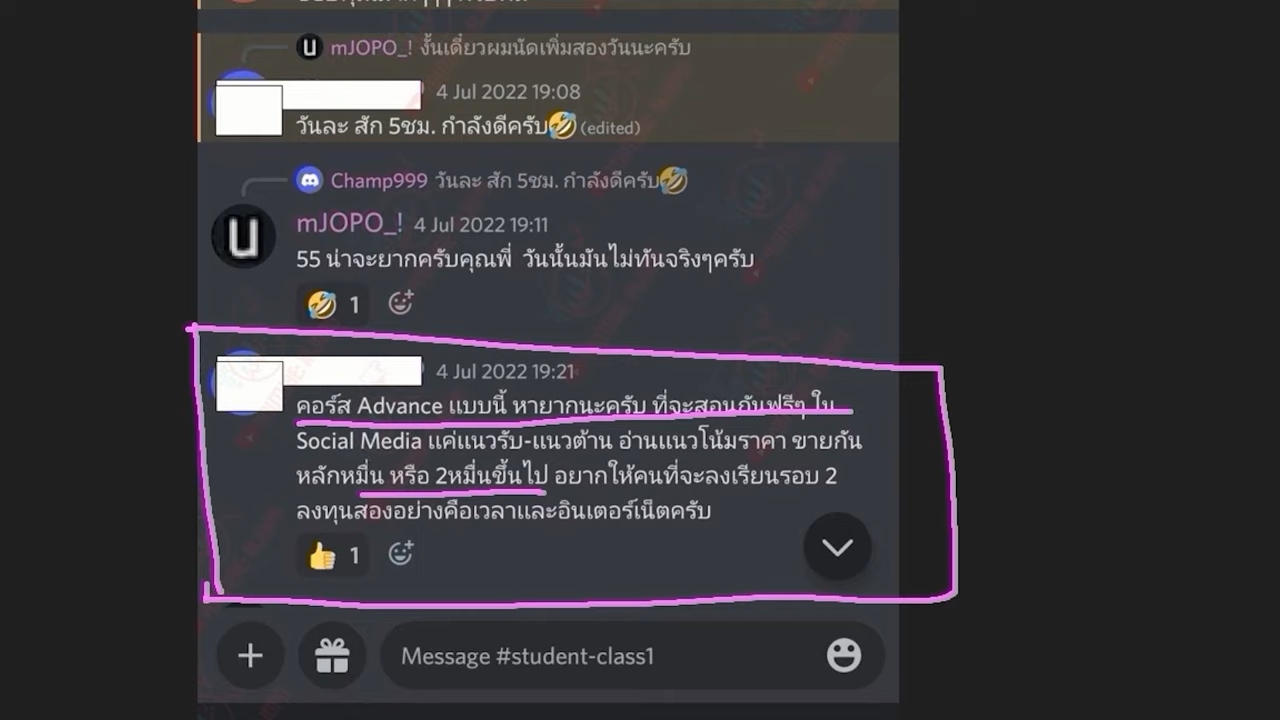 mJOPO_! งั้นเดี๋ยวผมนัดเพิ่มสองวันนะครับ
4 Jul 2022 19:08
วันละ สัก 5ชม. กำลังดีครับ🤣 (edited)
Champ999 วันละ สัก 5ชม. กำลังดีครับ🤣
mJOPO_! 4 Jul 2022 19:11
55 น่าจะยากครับคุณพี่ วันนั้นมันไม่ทันจริงๆครับ
🤣 1
4 Jul 2022 19:21
คอร์ส Advance แบบนี้ หายากนะครับ ที่จะสอนกันฟรีๆ ใน
Social Media แค่แนวรับ-แนวต้าน อ่านแนวโน้มราคา ขายกัน
หลักหมื่น หรือ 2หมื่นขึ้นไป อยากให้คนที่จะลงเรียนรอบ 2
ลงทุนสองอย่างคือเวลาและอินเตอร์เน็ตครับ
👍 1
Message #student-class1